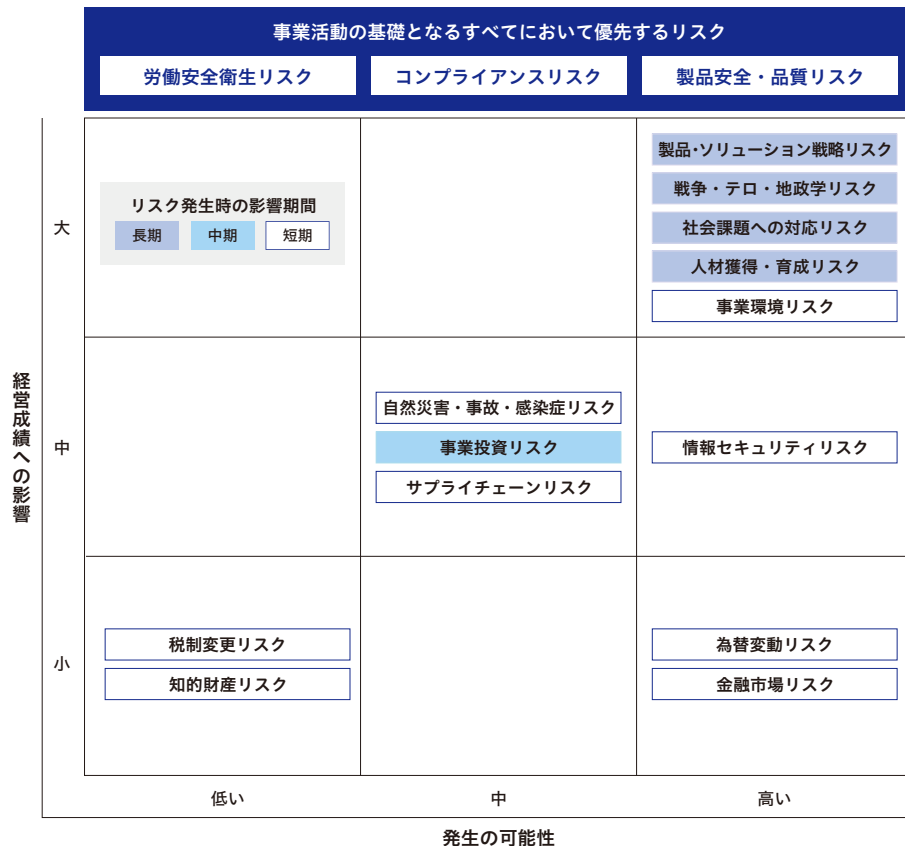 事業活動の基礎となるすべてにおいて優先するリスク
労働安全衛生リスク
コンプライアンスリスク
製品安全・品質リスク
経営成績への影響
大
リスク発生時の影響期間
長期
中期
短期
製品・ソリューション戦略リスク
戦争・テロ・地政学リスク
社会課題への対応リスク
人材獲得・育成リスク
事業環境リスク
中
自然災害・事故・感染症リスク
事業投資リスク
サプライチェーンリスク
情報セキュリティリスク
小
税制変更リスク
知的財産リスク
為替変動リスク
金融市場リスク
低い
中
高い
発生の可能性